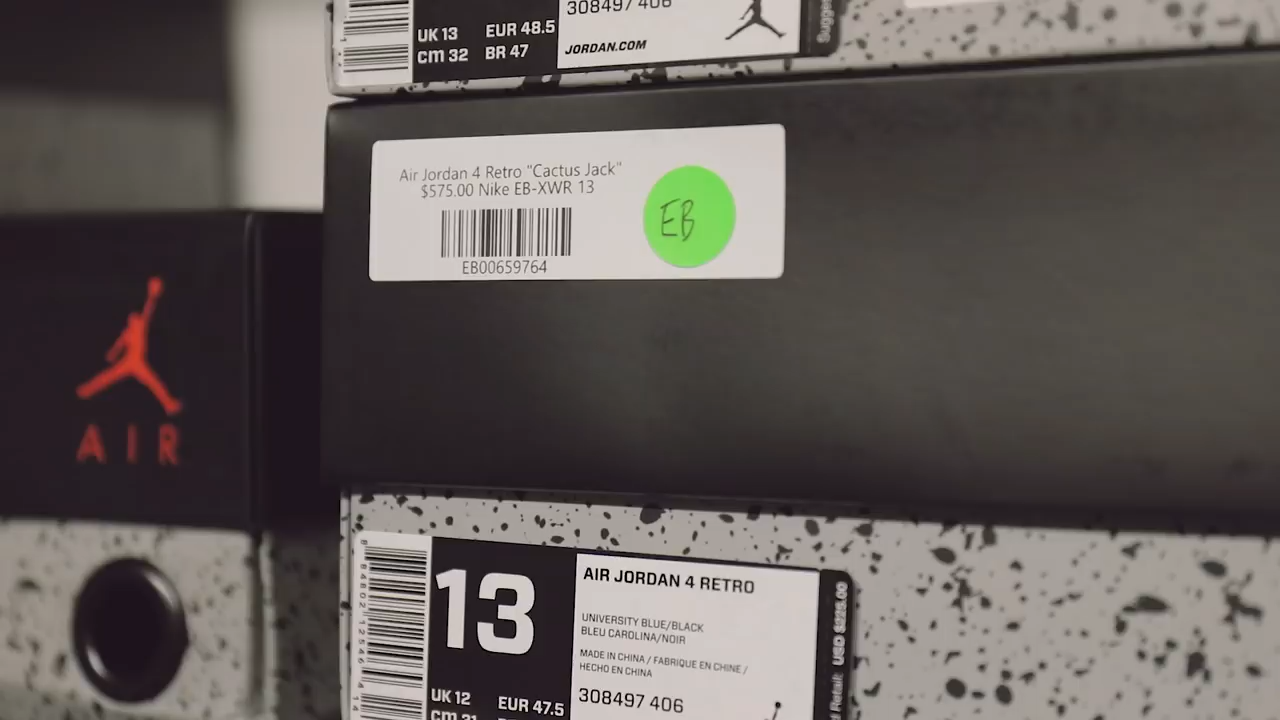 308497 406
UK 13 EUR 48.5
cm 32 BR 47
JORDAN.COM
Air Jordan 4 Retro "Cactus Jack"
$575.00 Nike EB-XWR 13
EB00659764
EB
AIR
13
AIR JORDAN 4 RETRO
UNIVERSITY BLUE/BLACK
BLEU CAROLINA/NOIR
MADE IN CHINA / FABRIQUE EN CHINE /
HECHO EN CHINA
308497 406
UK 12 EUR 47.5
Retail: USD